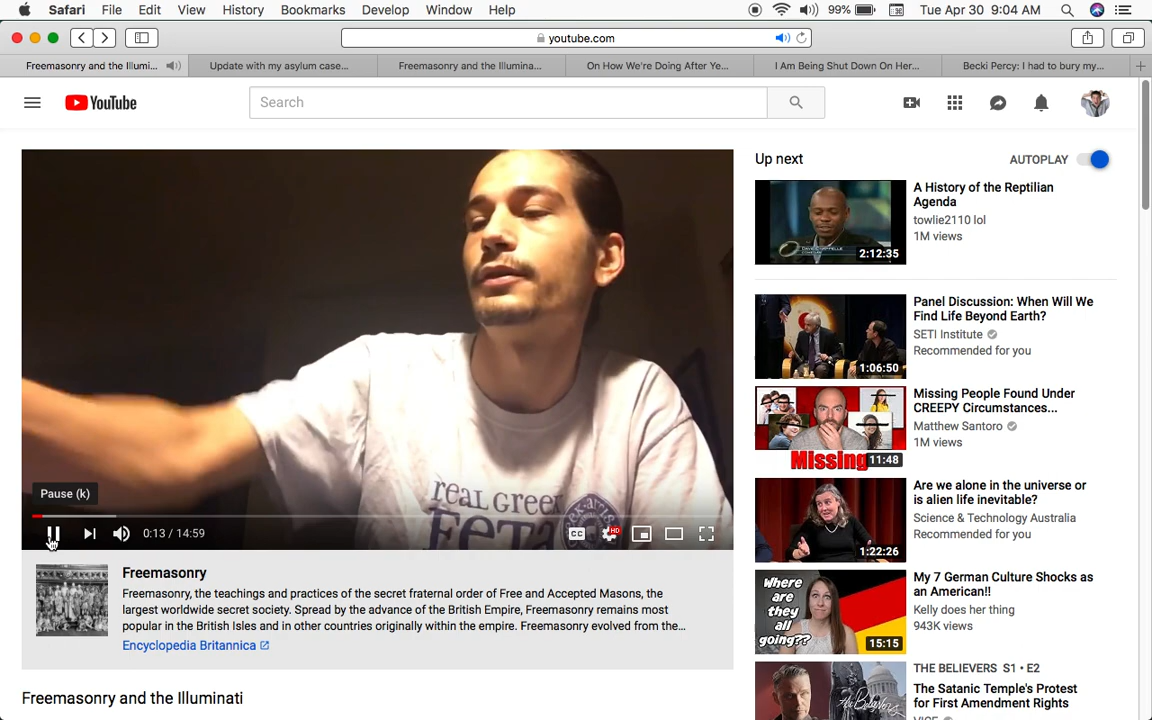 Safari File Edit View History Bookmarks Develop Window Help 99% Tue Apr 30 9:04 AM
youtube.com
Freemasonry and the Illumi... Update with my asylum case... Freemasonry and the Illumina... On How We're Doing After Ye... I Am Being Shut Down On Her... Becki Percy: I had to bury my...
YouTube Search
Up next AUTOPLAY
A History of the Reptilian
Agenda
towlie2110 lol
1M views
2:12:35
Panel Discussion: When Will We
Find Life Beyond Earth?
SETI Institute
Recommended for you
1:06:50
Missing People Found Under
CREEPY Circumstances...
Matthew Santoro
1M views
Missing 11:48
Are we alone in the universe or
is alien life inevitable?
Science & Technology Australia
Recommended for you
1:22:26
My 7 German Culture Shocks as
an American!!
Kelly does her thing
943K views
Where
are
they
all
going??
15:15
THE BELIEVERS S1 • E2
The Satanic Temple's Protest
for First Amendment Rights
real Greek
FETA
Pause (k)
0:13 / 14:59 CC HD
Freemasonry
Freemasonry, the teachings and practices of the secret fraternal order of Free and Accepted Masons, the
largest worldwide secret society. Spread by the advance of the British Empire, Freemasonry remains most
popular in the British Isles and in other countries originally within the empire. Freemasonry evolved from the...
Encyclopedia Britannica
Freemasonry and the Illuminati